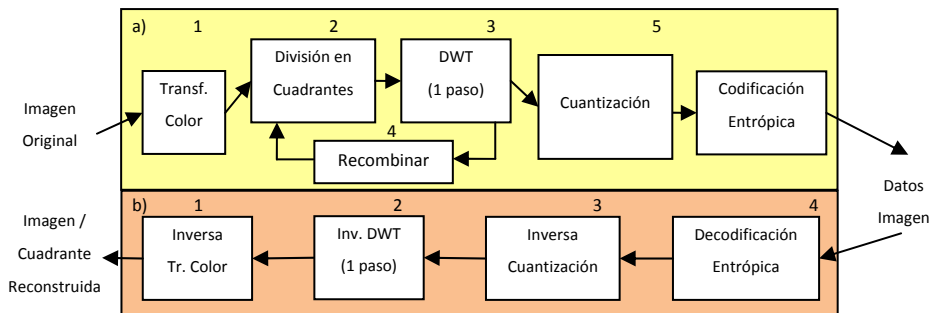 a)
1
2
3
5
Transf.
Color
División en
Cuadrantes
DWT
(1 paso)
4
Recombinar
Cuantización
Codificación
Entrópica
Imagen
Original
Datos
Imagen
b)
1
2
3
4
Imagen /
Cuadrante
Reconstruida
Inversa
Tr. Color
Inv. DWT
(1 paso)
Inversa
Cuantización
Decodificación
Entrópica